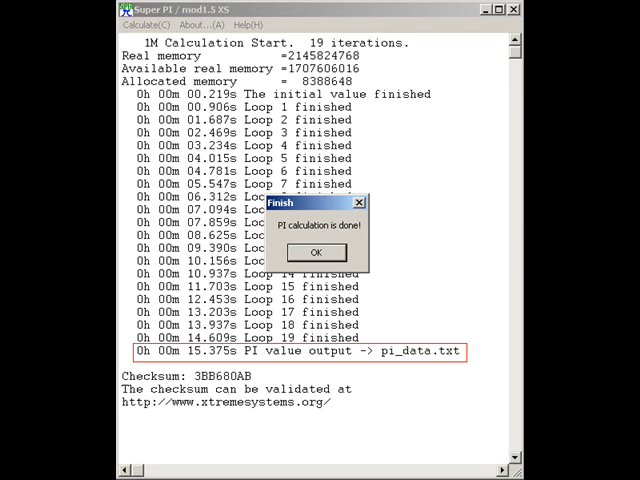 Super PI / mod1.5 XS
Calculate(C) About...(A) Help(H)
1M Calculation Start. 19 iterations.
Real memory =2145824768
Available real memory =1707606016
Allocated memory = 8388648
0h 00m 00.219s The initial value finished
0h 00m 00.906s Loop 1 finished
0h 00m 01.687s Loop 2 finished
0h 00m 02.469s Loop 3 finished
0h 00m 03.234s Loop 4 finished
0h 00m 04.015s Loop 5 finished
0h 00m 04.781s Loop 6 finished
0h 00m 05.547s Loop 7 finished
0h 00m 06.312s
0h 00m 07.094s
0h 00m 07.859s
0h 00m 08.625s
0h 00m 09.390s
0h 00m 10.156s
0h 00m 10.937s Loop 14 finished
0h 00m 11.703s Loop 15 finished
0h 00m 12.453s Loop 16 finished
0h 00m 13.203s Loop 17 finished
0h 00m 13.937s Loop 18 finished
0h 00m 14.609s Loop 19 finished
0h 00m 15.375s PI value output -> pi_data.txt
Checksum: 3BB680AB
The checksum can be validated at
http://www.xtremesystems.org/
Finish
PI calculation is done!
OK